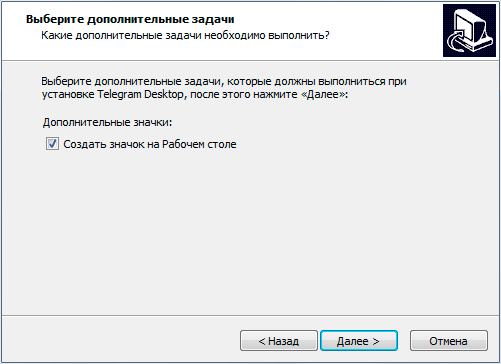 Выберите дополнительные задачи
Какие дополнительные задачи необходимо выполнить?
Выберите дополнительные задачи, которые должны выполниться при
установке Telegram Desktop, после этого нажмите «Далее»:
Дополнительные значки:
Создать значок на Рабочем столе
< Назад
Далее >
Отмена